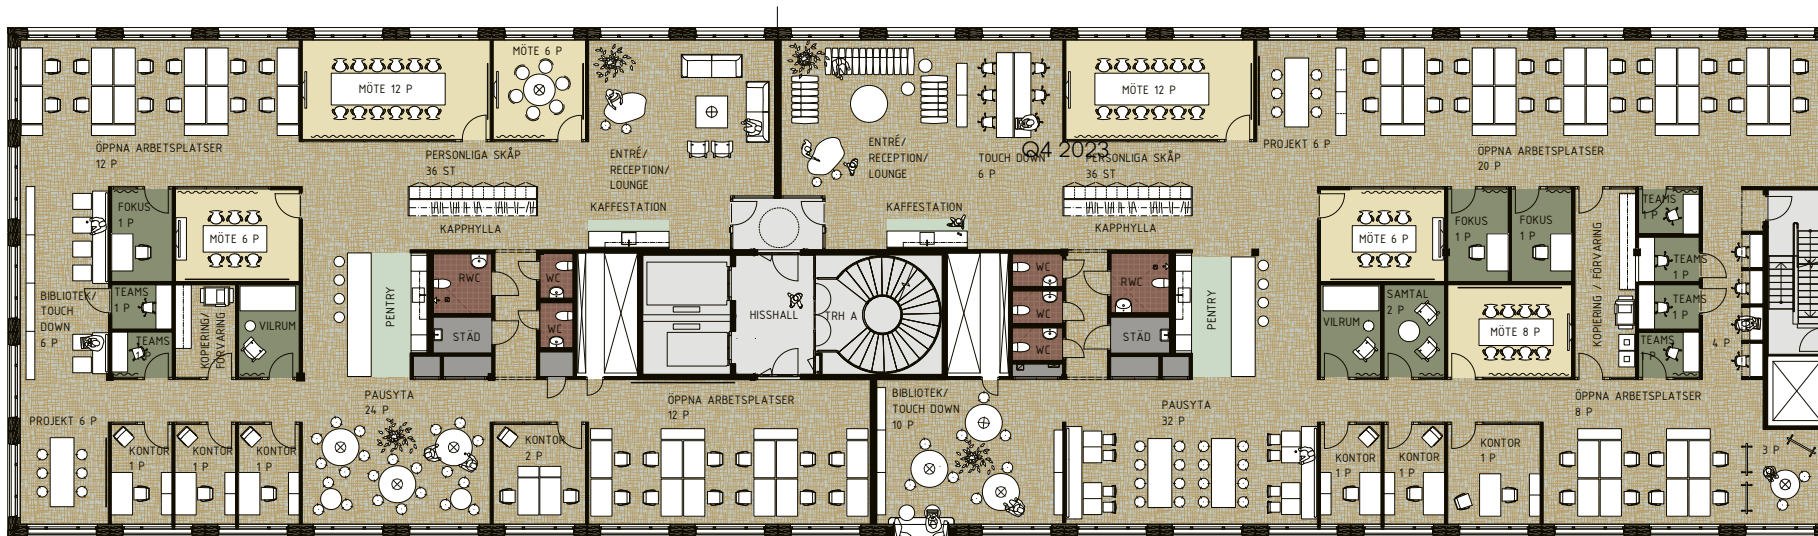 MÖTE 6 P
MÖTE 12 P
MÖTE 12 P
ÖPPNA ARBETSPLATSER
12 P
PERSONLIGA SKÅP
36 ST
ENTRÉ/
RECEPTION/
LOUNGE
ENTRÉ/
RECEPTION/
LOUNGE
TOUCH DOWN
6 P
Q4 2023
PERSONLIGA SKÅP
36 ST
PROJEKT 6 P
ÖPPNA ARBETSPLATSER
20 P
FOKUS
1 P
MÖTE 6 P
KAPPHYLLA
KAFFESTATION
KAFFESTATION
KAPPHYLLA
MÖTE 6 P
FOKUS
1 P
FOKUS
1 P
KOPIERING / FÖRVARING
TEAMS
1 P
TEAMS
1 P
TEAMS
1 P
TEAMS
1 P
4 P
BIBLIOTEK/
TOUCH
DOWN
6 P
TEAMS
1 P
TEAMS
KOPIERING/
FÖRVARING
VILRUM
PENTRY
RWC
STÄD
WC
WC
HISSHALL
TRH A
WC
WC
WC
RWC
STÄD
PENTRY
VILRUM
SAMTAL
2 P
MÖTE 8 P
PROJEKT 6 P
KONTOR
1 P
KONTOR
1 P
KONTOR
1 P
PAUSYTA
24 P
KONTOR
2 P
ÖPPNA ARBETSPLATSER
12 P
BIBLIOTEK/
TOUCH DOWN
10 P
PAUSYTA
32 P
KONTOR
1 P
KONTOR
1 P
KONTOR
1 P
ÖPPNA ARBETSPLATSER
8 P
3 P